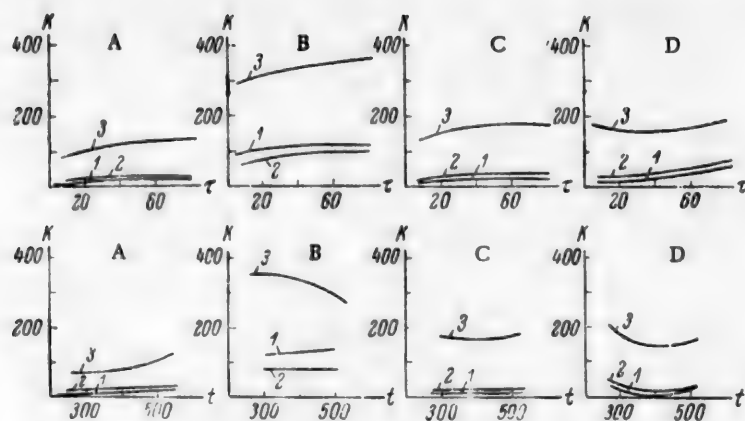 K A K B K C K D
400 400 400 400
3
3 3 3
200 200 200 200
1 2 1 2 2 1 2 1
20 60 τ 20 60 τ 20 60 τ 20 60 τ
K A K B K C K D
400 400 400 400
3
3 3 3
200 200 200 200
1
2 1 2 2 1 2 1
300 500 t 300 500 300 500 300 500 t